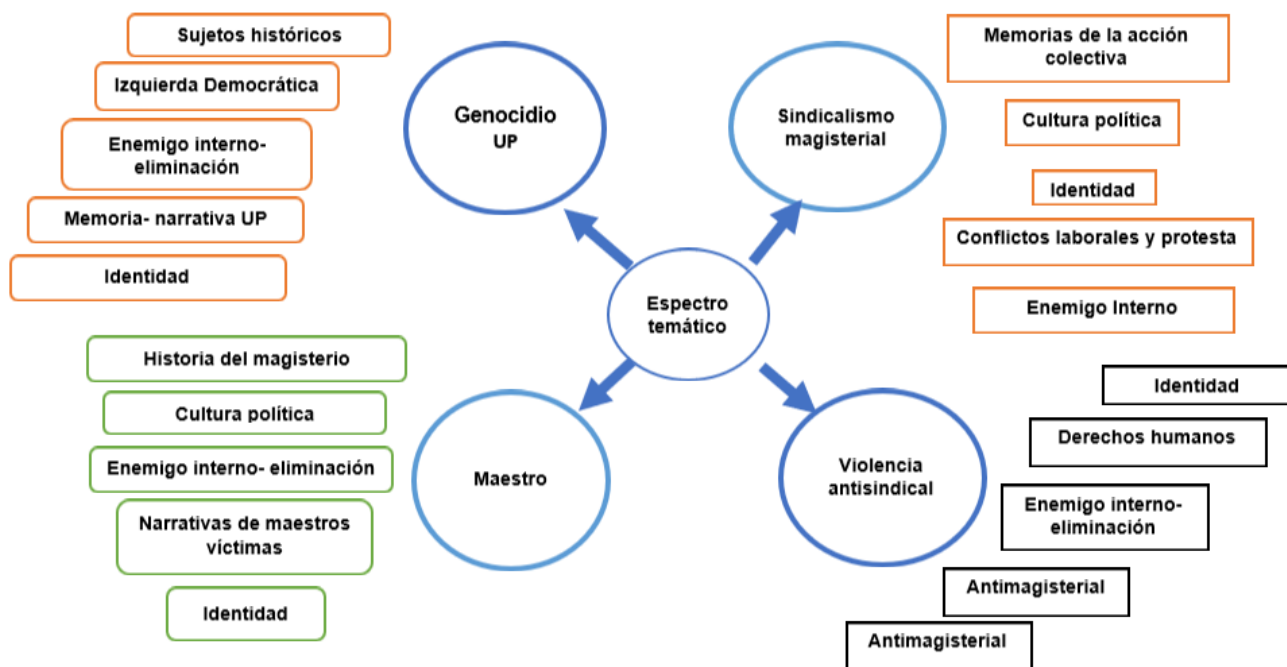 Sujetos históricos
Izquierda Democrática
Enemigo interno-
eliminación
Memoria- narrativa UP
Identidad
Genocidio
UP
Sindicalismo
magisterial
Memorias de la acción
colectiva
Cultura política
Identidad
Conflictos laborales y protesta
Enemigo Interno
Espectro
temático
Historia del magisterio
Cultura política
Enemigo interno- eliminación
Narrativas de maestros
víctimas
Identidad
Maestro
Violencia
antisindical
Identidad
Derechos humanos
Enemigo interno-
eliminación
Antimagisterial
Antimagisterial